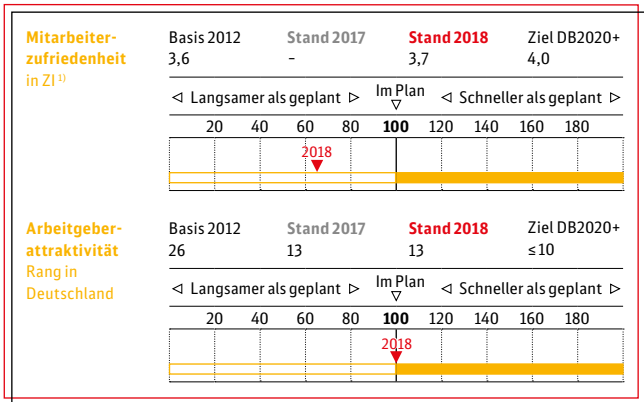 Mitarbeiter-
zufriedenheit
in ZI 1)
Basis 2012 Stand 2017 Stand 2018 Ziel DB2020+
3,6 – 3,7 4,0
◁ Langsamer als geplant ▷ Im Plan ▽ ◁ Schneller als geplant ▷
20 40 60 80 100 120 140 160 180
2018
Arbeitgeber-
attraktivität
Rang in
Deutschland
Basis 2012 Stand 2017 Stand 2018 Ziel DB2020+
26 13 13 ≤10
◁ Langsamer als geplant ▷ Im Plan ▽ ◁ Schneller als geplant ▷
20 40 60 80 100 120 140 160 180
2018